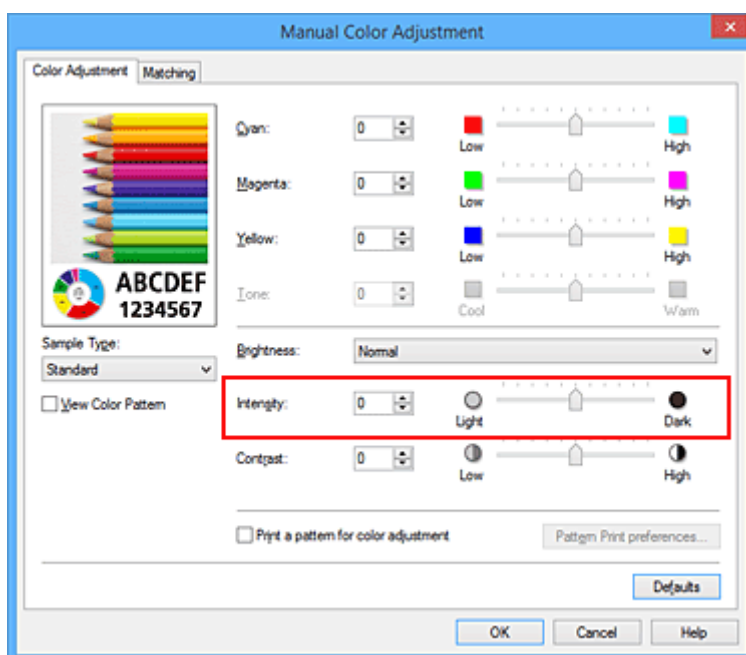 Manual Color Adjustment
Color Adjustment Matching
ABCDEF
1234567
Sample Type:
Standard
View Color Pattern
Cyan: 0 Low High
Magenta: 0 Low High
Yellow: 0 Low High
Tone: 0 Cool Warm
Brightness: Normal
Intensity: 0 Light Dark
Contrast: 0 Low High
Print a pattern for color adjustment Pattern Print preferences...
Defaults
OK Cancel Help